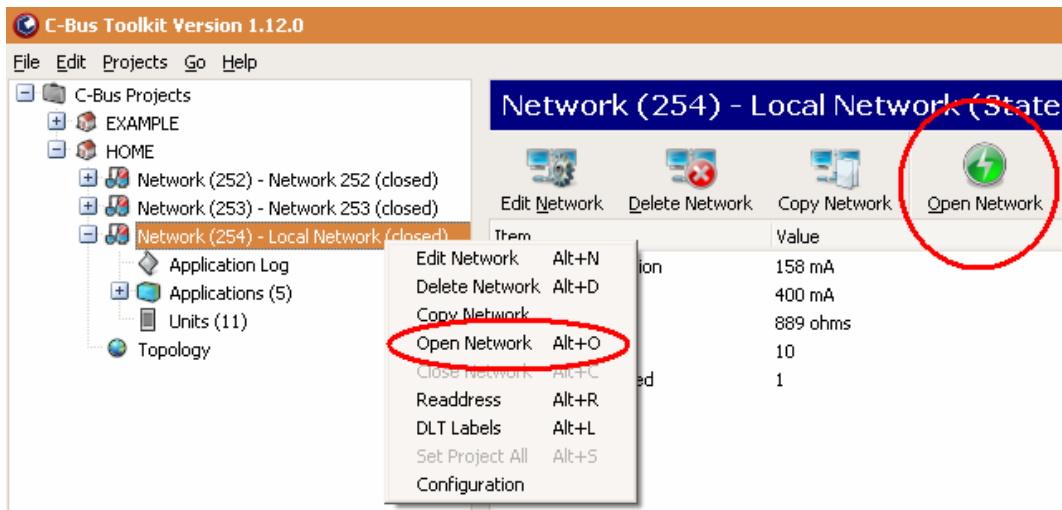 C-Bus Toolkit Version 1.12.0
File Edit Projects Go Help
C-Bus Projects
EXAMPLE
HOME
Network (252) - Network 252 (closed)
Network (253) - Network 253 (closed)
Network (254) - Local Network (closed)
Application Log
Applications (5)
Units (11)
Topology
Network (254) - Local Network (State
Edit Network Delete Network Copy Network Open Network
Item Value
ion 158 mA
400 mA
889 ohms
10
ed 1
Edit Network Alt+N
Delete Network Alt+D
Copy Network
Open Network Alt+O
Close Network Alt+C
Readdress Alt+R
DLT Labels Alt+L
Set Project All Alt+S
Configuration